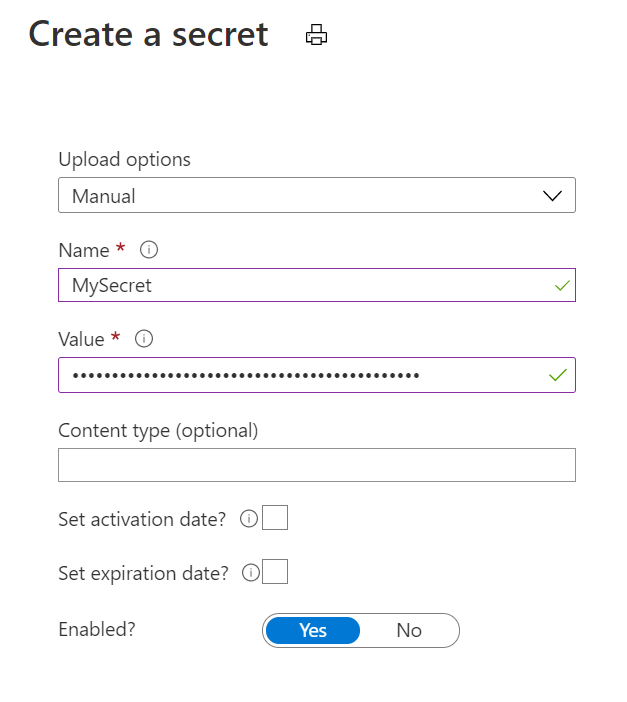 Create a secret
Upload options
Manual
Name *
MySecret
Value *
••••••••••••••••••••••••••••••••••••••••••••
Content type (optional)
Set activation date?
Set expiration date?
Enabled?
Yes No